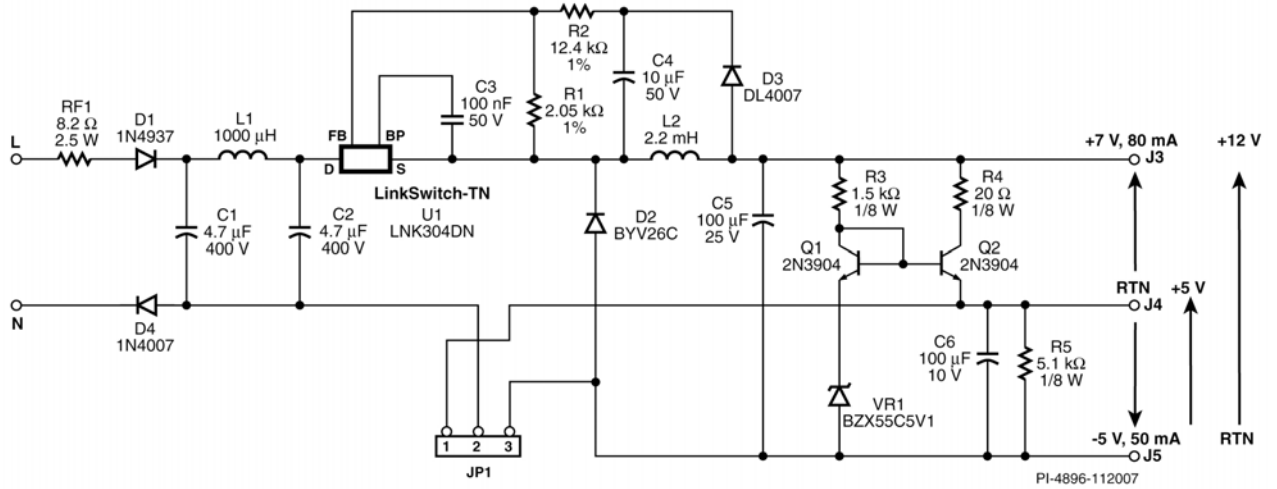 R2
12.4 kΩ
1%
C4
10 µF
50 V
D3
DL4007
C3
100 nF
50 V
R1
2.05 kΩ
1%
RF1
8.2 Ω
2.5 W
D1
1N4937
L1
1000 µH
FB
BP
L2
2.2 mH
L
D
S
+7 V, 80 mA
J3
+12 V
LinkSwitch-TN
U1
LNK304DN
C1
4.7 µF
400 V
C2
4.7 µF
400 V
D2
BYV26C
C5
100 µF
25 V
R3
1.5 kΩ
1/8 W
R4
20 Ω
1/8 W
Q1
2N3904
Q2
2N3904
RTN
J4
+5 V
N
D4
1N4007
C6
100 µF
10 V
R5
5.1 kΩ
1/8 W
VR1
BZX55C5V1
1 2 3
JP1
-5 V, 50 mA
J5
RTN
PI-4896-112007